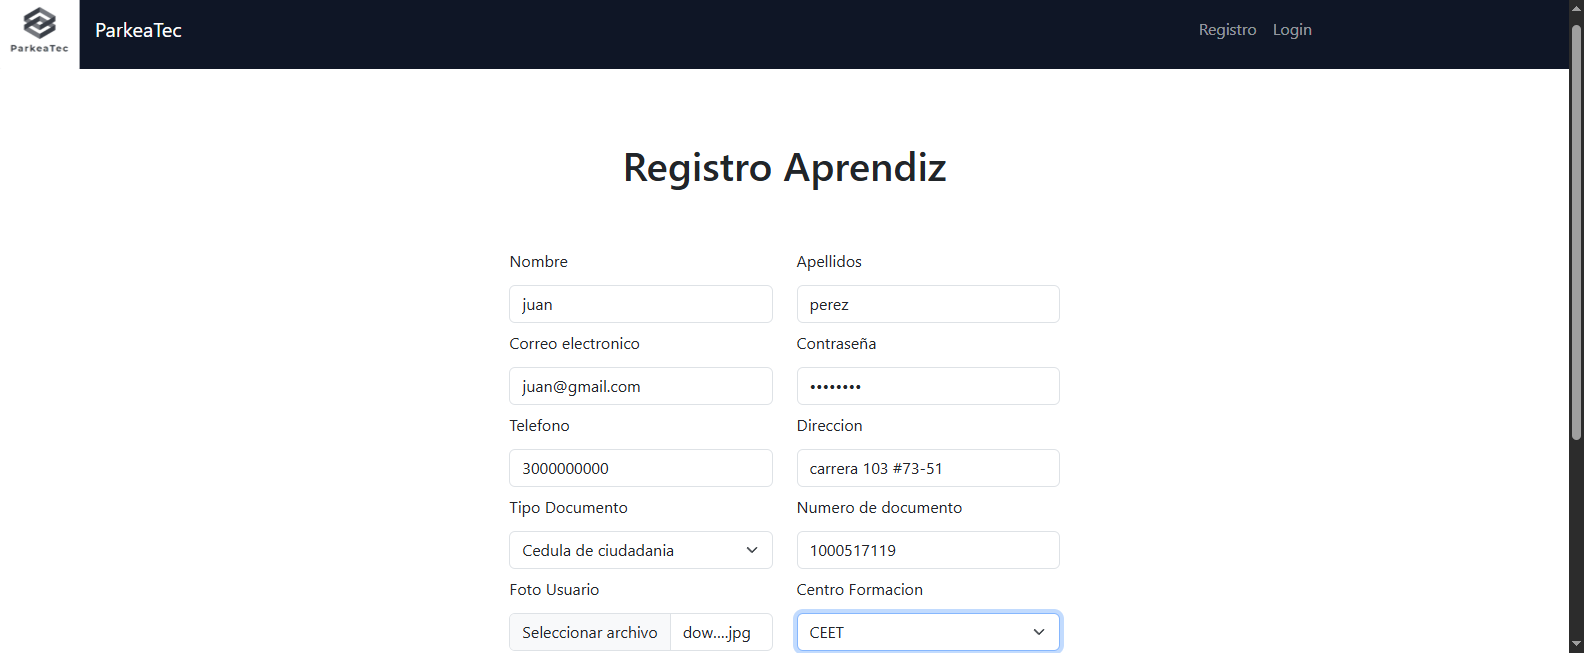 ParkeaTec
ParkeaTec
Registro Login
Registro Aprendiz
Nombre
Apellidos
juan
perez
Correo electronico
Contraseña
juan@gmail.com
••••••••
Telefono
Direccion
3000000000
carrera 103 #73-51
Tipo Documento
Numero de documento
Cedula de ciudadania
1000517119
Foto Usuario
Centro Formacion
Seleccionar archivo dow....jpg
CEET